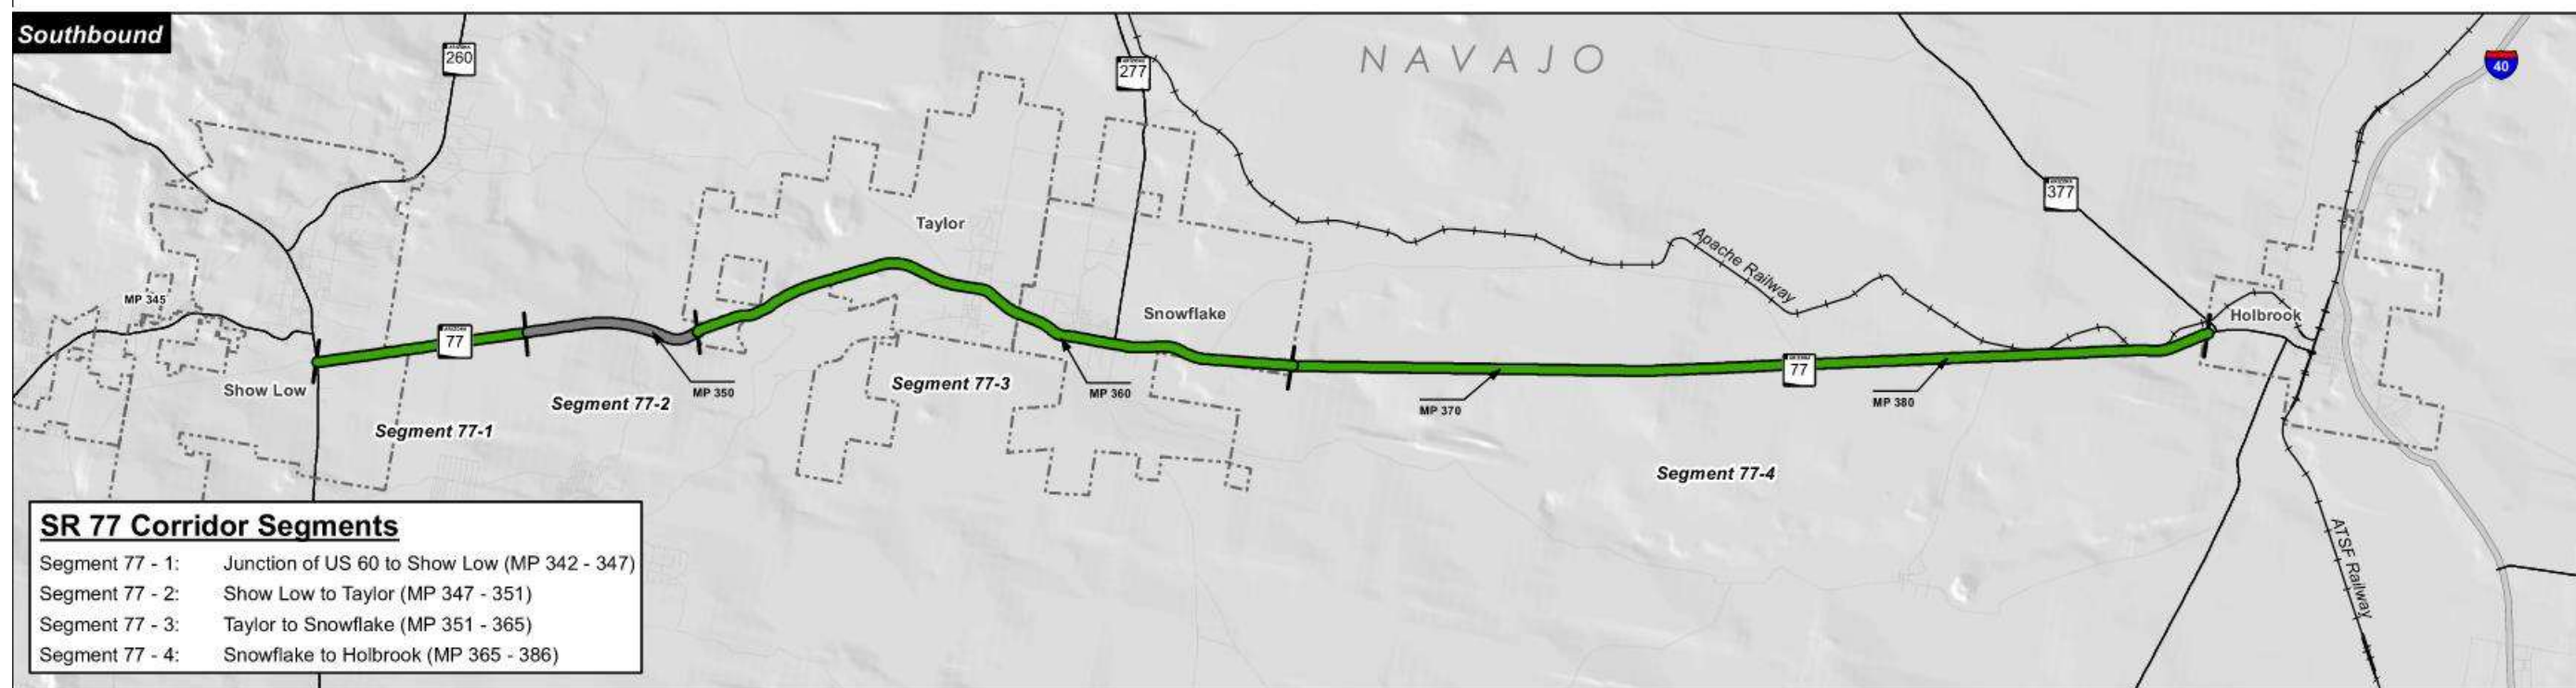 Southbound
260
277
NAVAJO
40
377
Taylor
Apache Railway
MP 345
Snowflake
Holbrook
77
77
Show Low
Segment 77-3
MP 350
MP 360
MP 370
MP 380
Segment 77-2
Segment 77-1
Segment 77-4
ATSF Railway
SR 77 Corridor Segments
Segment 77 - 1: Junction of US 60 to Show Low (MP 342 - 347)
Segment 77 - 2: Show Low to Taylor (MP 347 - 351)
Segment 77 - 3: Taylor to Snowflake (MP 351 - 365)
Segment 77 - 4: Snowflake to Holbrook (MP 365 - 386)